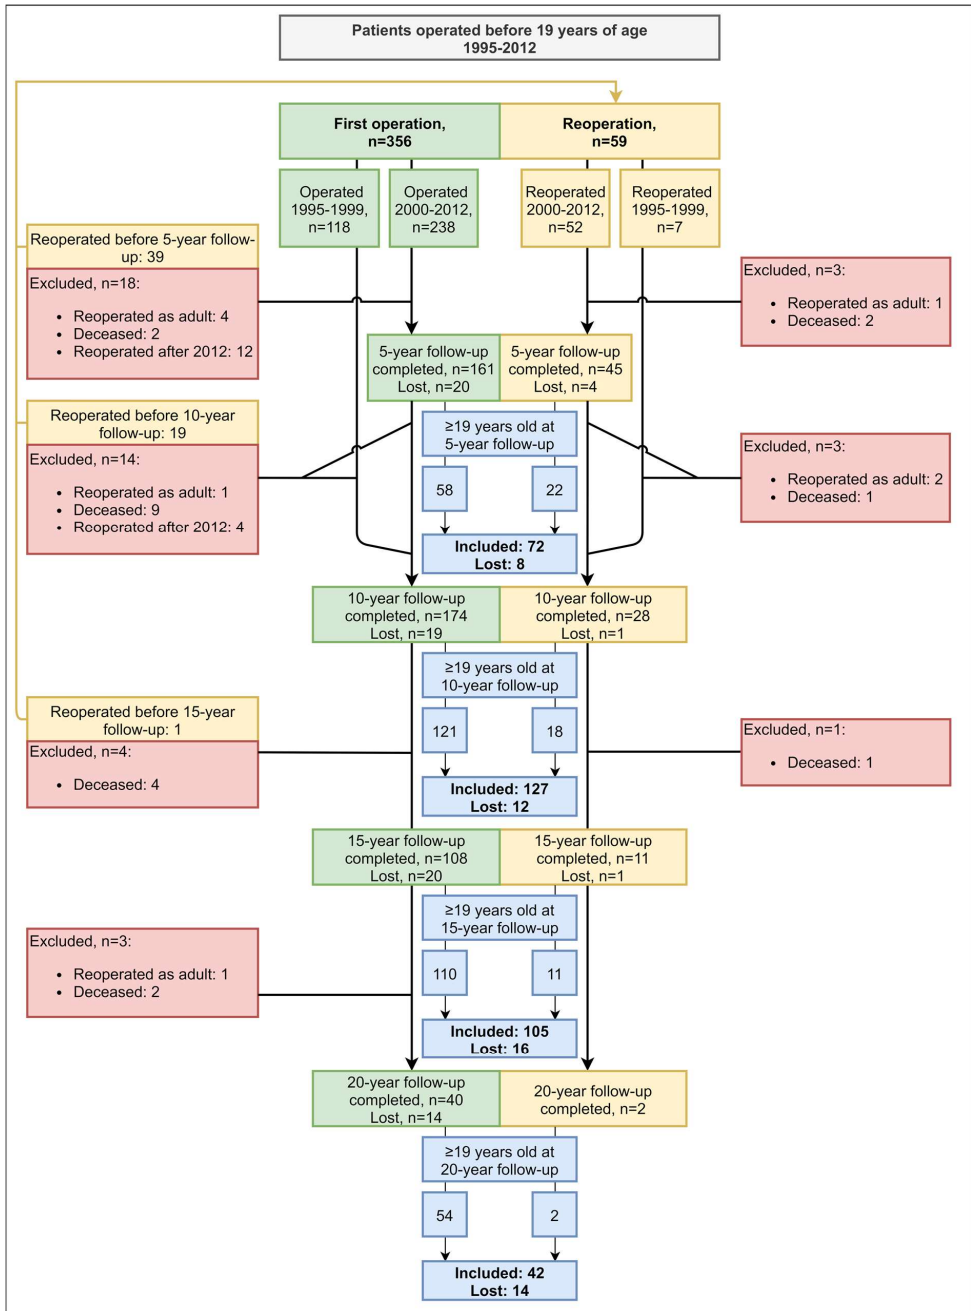 Patients operated before 19 years of age
1995-2012
First operation,
n=356
Reoperation,
n=59
Operated
1995-1999,
n=118
Operated
2000-2012,
n=238
Reoperated
2000-2012,
n=52
Reoperated
1995-1999,
n=7
Reoperated before 5-year follow-
up: 39
Excluded, n=18:
• Reoperated as adult: 4
• Deceased: 2
• Reoperated after 2012: 12
Excluded, n=3:
• Reoperated as adult: 1
• Deceased: 2
5-year follow-up
completed, n=161
Lost, n=20
5-year follow-up
completed, n=45
Lost, n=4
Reoperated before 10-year
follow-up: 19
Excluded, n=14:
• Reoperated as adult: 1
• Deceased: 9
• Reoperated after 2012: 4
≥19 years old at
5-year follow-up
58
22
Excluded, n=3:
• Reoperated as adult: 2
• Deceased: 1
Included: 72
Lost: 8
10-year follow-up
completed, n=174
Lost, n=19
10-year follow-up
completed, n=28
Lost, n=1
≥19 years old at
10-year follow-up
121
18
Reoperated before 15-year
follow-up: 1
Excluded, n=4:
• Deceased: 4
Excluded, n=1:
• Deceased: 1
Included: 127
Lost: 12
15-year follow-up
completed, n=108
Lost, n=20
15-year follow-up
completed, n=11
Lost, n=1
≥19 years old at
15-year follow-up
110
11
Excluded, n=3:
• Reoperated as adult: 1
• Deceased: 2
Included: 105
Lost: 16
20-year follow-up
completed, n=40
Lost, n=14
20-year follow-up
completed, n=2
≥19 years old at
20-year follow-up
54
2
Included: 42
Lost: 14